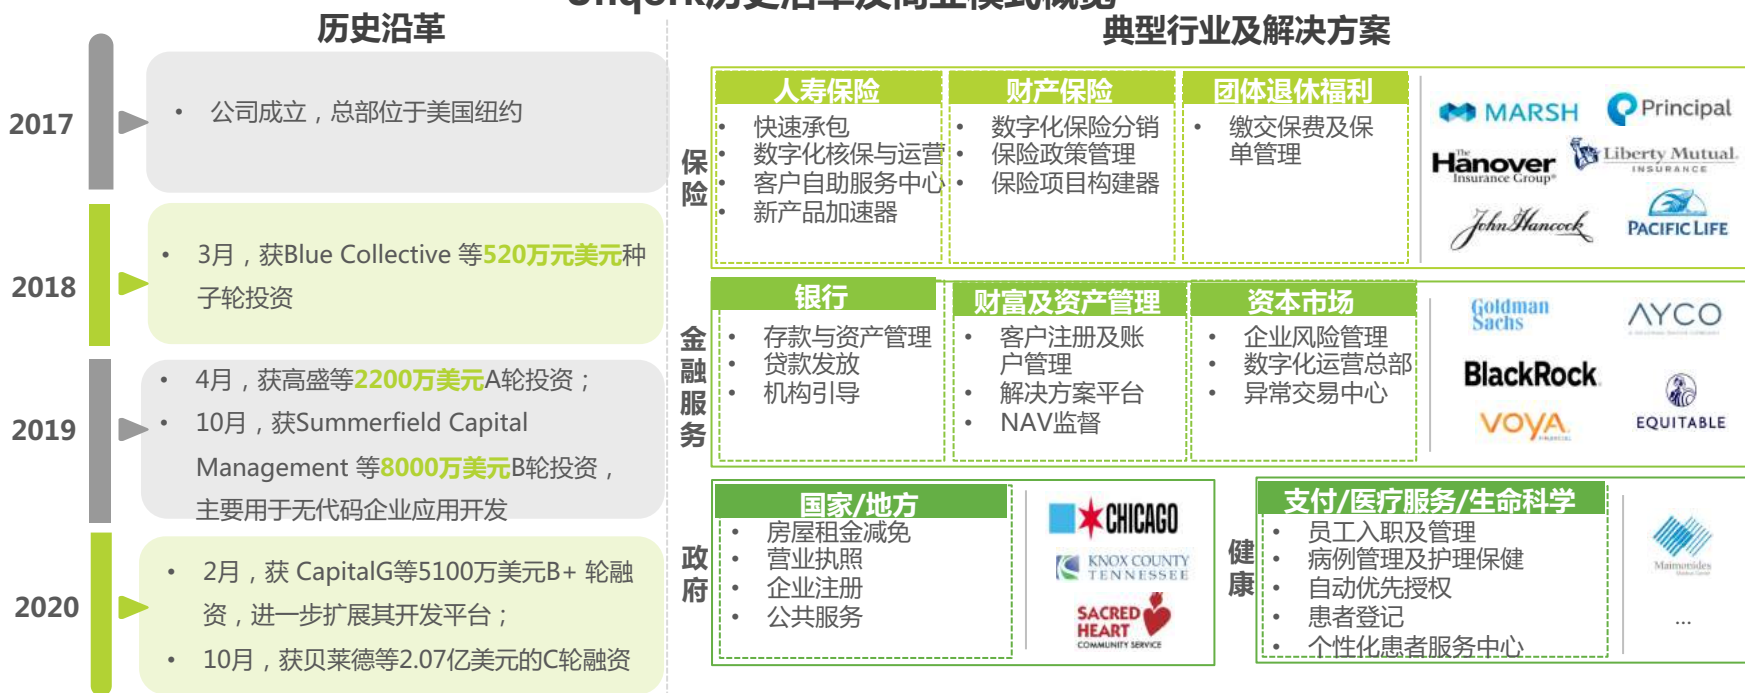 Unqork历史沿革及商业模式概览
历史沿革
2017
• 公司成立，总部位于美国纽约
2018
• 3月，获Blue Collective 等520万元美元种
子轮投资
2019
• 4月，获高盛等2200万美元A轮投资；
• 10月，获Summerfield Capital
Management 等8000万美元B轮投资，
主要用于无代码企业应用开发
2020
• 2月，获 CapitalG等5100万美元B+ 轮融
资，进一步扩展其开发平台；
• 10月，获贝莱德等2.07亿美元的C轮融资
典型行业及解决方案
保险
人寿保险
• 快速承包
• 数字化核保与运营
• 客户自助服务中心
• 新产品加速器
财产保险
• 数字化保险分销
• 保险政策管理
• 保险项目构建器
团体退休福利
• 缴交保费及保
单管理
MARSH
Principal
The
Hanover
Insurance Group®
Liberty Mutual.
INSURANCE
John Hancock
PACIFIC LIFE
金融服务
银行
• 存款与资产管理
• 贷款发放
• 机构引导
财富及资产管理
• 客户注册及账
户管理
• 解决方案平台
• NAV监督
资本市场
• 企业风险管理
• 数字化运营总部
• 异常交易中心
Goldman
Sachs
AYCO
BlackRock
VOYA
EQUITABLE
政府
国家/地方
• 房屋租金减免
• 营业执照
• 企业注册
• 公共服务
CHICAGO
KNOX COUNTY
TENNESSEE
SACRED
HEART
COMMUNITY SERVICE
健康
支付/医疗服务/生命科学
• 员工入职及管理
• 病例管理及护理保健
• 自动优先授权
• 患者登记
• 个性化患者服务中心
Maimonides
...